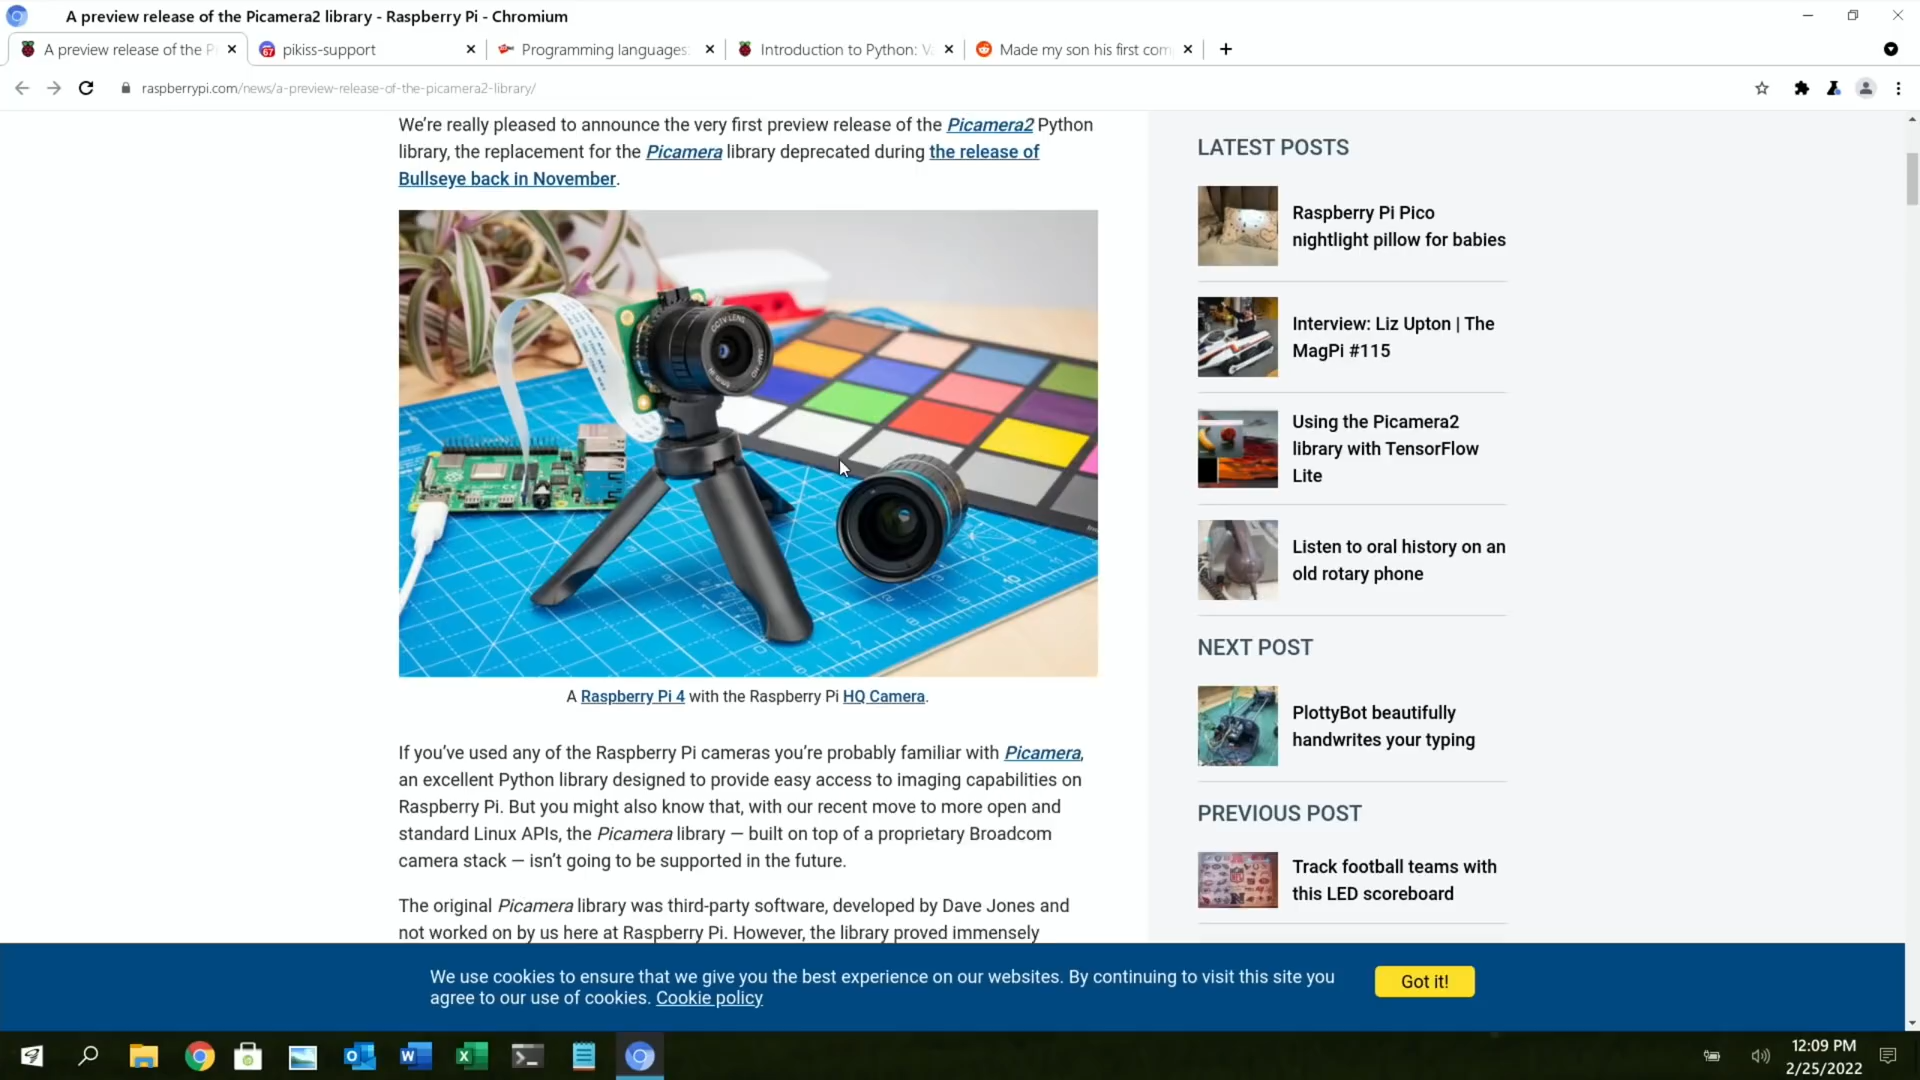 A preview release of the Picamera2 library - Raspberry Pi - Chromium
A preview release of the P
pikiss-support
Programming languages:
Introduction to Python: Va
Made my son his first com
raspberrypi.com/news/a-preview-release-of-the-picamera2-library/
We're really pleased to announce the very first preview release of the Picamera2 Python
library, the replacement for the Picamera library deprecated during the release of
Bullseye back in November.
CCTV LENS
A Raspberry Pi 4 with the Raspberry Pi HQ Camera.
If you've used any of the Raspberry Pi cameras you're probably familiar with Picamera,
an excellent Python library designed to provide easy access to imaging capabilities on
Raspberry Pi. But you might also know that, with our recent move to more open and
standard Linux APIs, the Picamera library — built on top of a proprietary Broadcom
camera stack — isn't going to be supported in the future.
The original Picamera library was third-party software, developed by Dave Jones and
not worked on by us here at Raspberry Pi. However, the library proved immensely
LATEST POSTS
Raspberry Pi Pico
nightlight pillow for babies
Interview: Liz Upton | The
MagPi #115
Using the Picamera2
library with TensorFlow
Lite
Listen to oral history on an
old rotary phone
NEXT POST
PlottyBot beautifully
handwrites your typing
PREVIOUS POST
Track football teams with
this LED scoreboard
We use cookies to ensure that we give you the best experience on our websites. By continuing to visit this site you
agree to our use of cookies. Cookie policy
Got it!
12:09 PM
2/25/2022